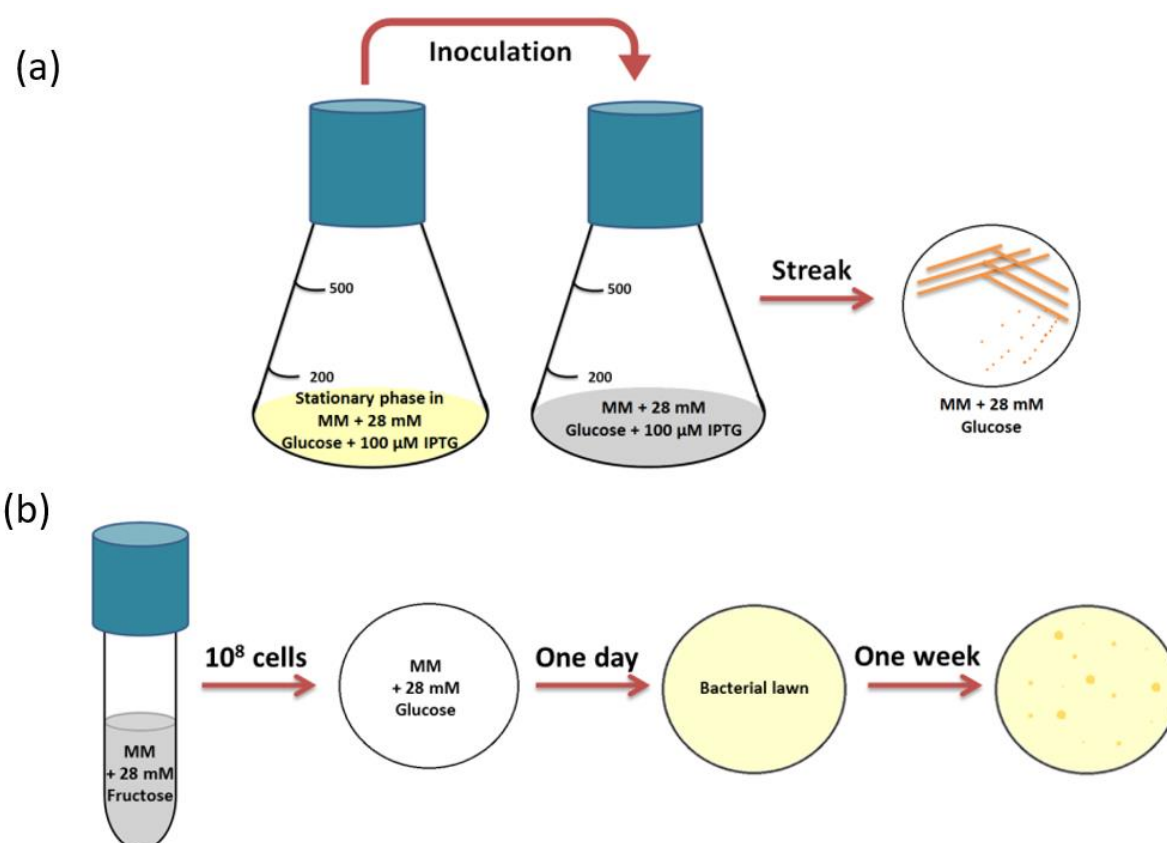 (a)
Inoculation
500
200
Stationary phase in
MM + 28 mM
Glucose + 100 µM IPTG
500
200
MM + 28 mM
Glucose + 100 µM IPTG
Streak
MM + 28 mM
Glucose
(b)
MM
+ 28 mM
Fructose
10⁸ cells
MM
+ 28 mM
Glucose
One day
Bacterial lawn
One week